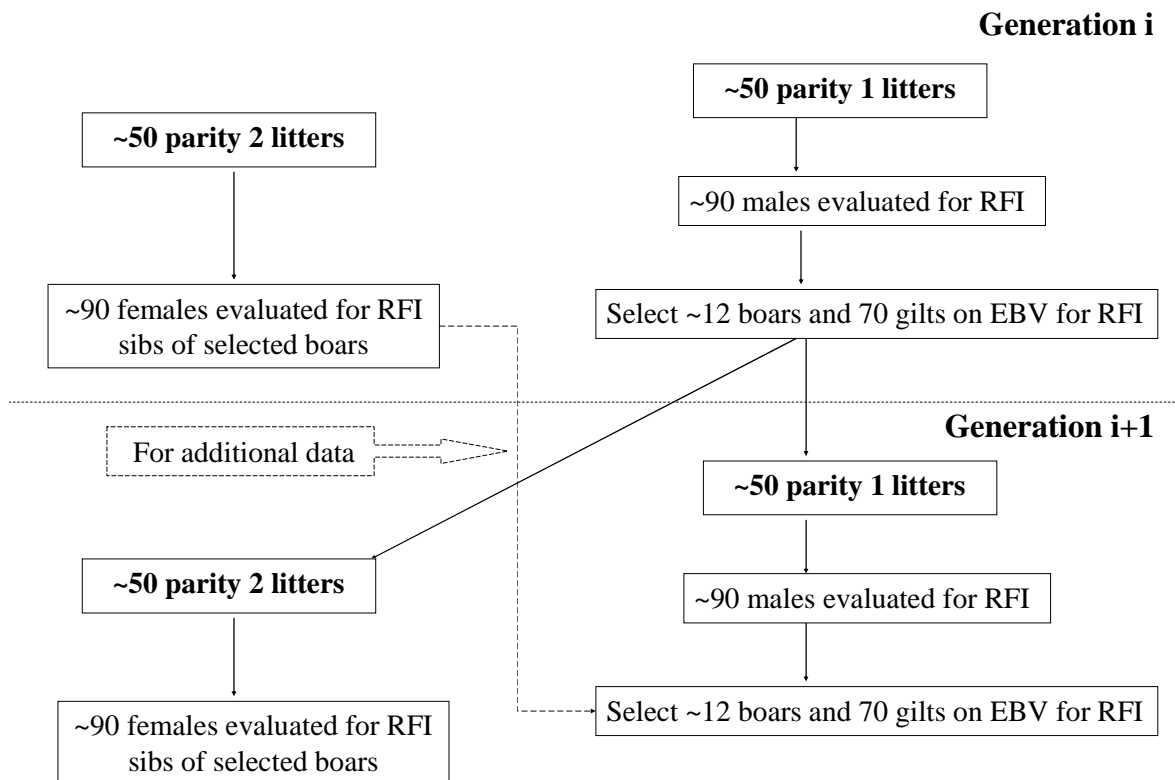 Generation i
~50 parity 1 litters
~50 parity 2 litters
~90 males evaluated for RFI
~90 females evaluated for RFI
sibs of selected boars
Select ~12 boars and 70 gilts on EBV for RFI
Generation i+1
For additional data
~50 parity 1 litters
~50 parity 2 litters
~90 males evaluated for RFI
~90 females evaluated for RFI
sibs of selected boars
Select ~12 boars and 70 gilts on EBV for RFI